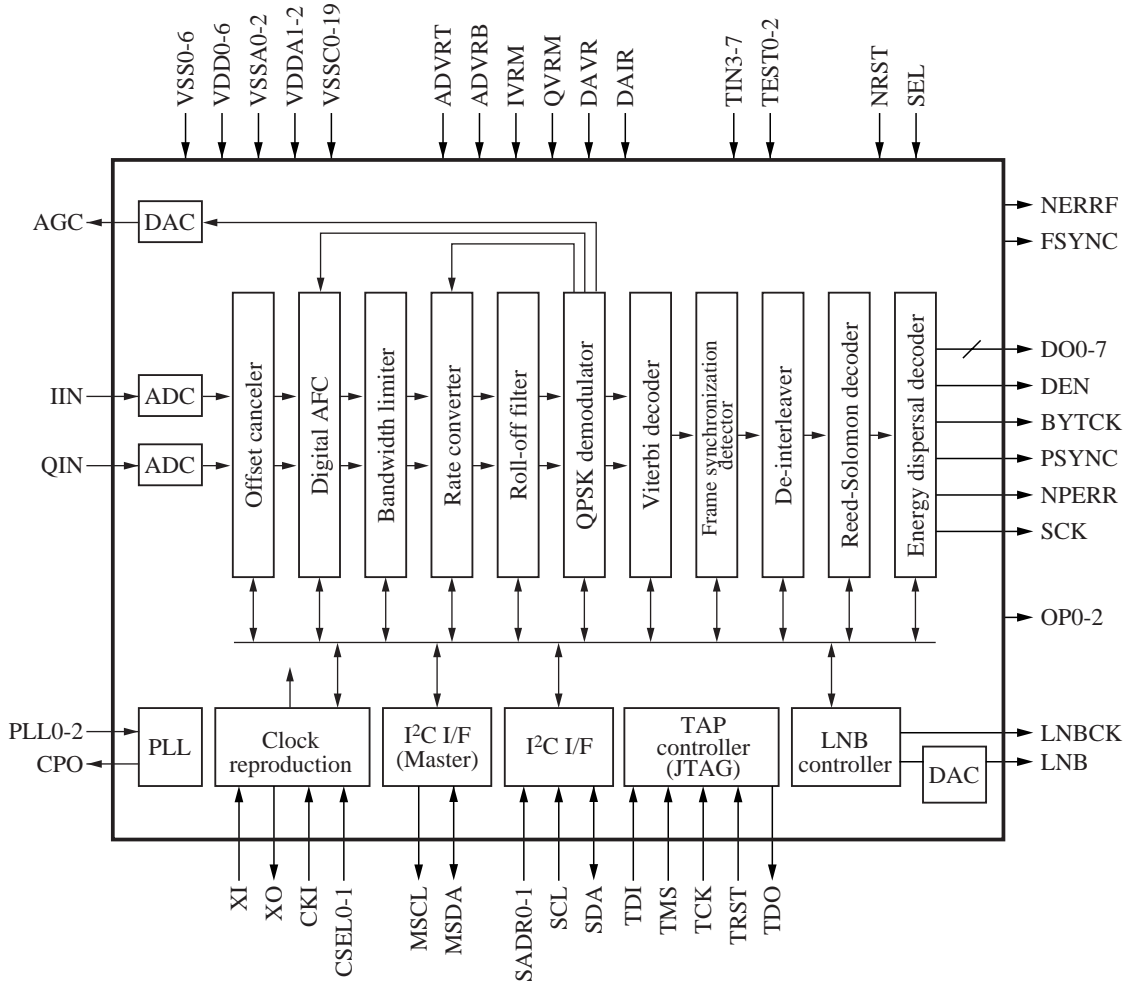 VSS0-6
VDD0-6
VSSA0-2
VDDA1-2
VSSC0-19
ADVRT
ADVRB
IVRM
QVRM
DAVR
DAIR
TIN3-7
TEST0-2
NRST
SEL
AGC
DAC
NERRF
FSYNC
IIN
ADC
QIN
ADC
Offset canceler
Digital AFC
Bandwidth limiter
Rate converter
Roll-off filter
QPSK demodulator
Viterbi decoder
Frame synchronization
detector
De-interleaver
Reed-Solomon decoder
Energy dispersal decoder
DO0-7
DEN
BYTCK
PSYNC
NPERR
SCK
OP0-2
PLL0-2
CPO
PLL
Clock
reproduction
I²C I/F
(Master)
I²C I/F
TAP
controller
(JTAG)
LNB
controller
DAC
LNBCK
LNB
XI
XO
CKI
CSEL0-1
MSCL
MSDA
SADR0-1
SCL
SDA
TDI
TMS
TCK
TRST
TDO